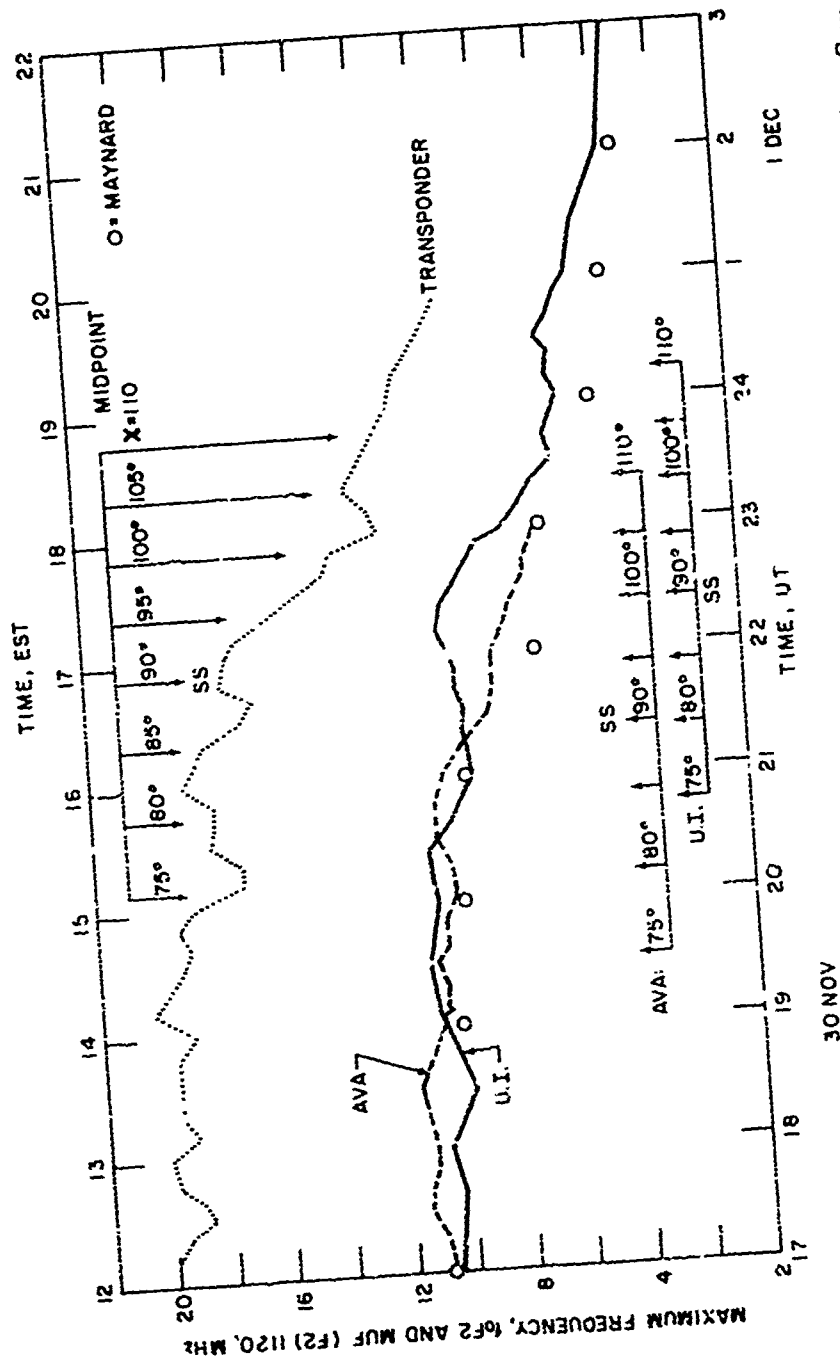 TIME, EST
12 13 14 15 16 17 18 19 20 21 22
MIDPOINT
O = MAYNARD
75° 80° 85° 90° 95° 100° 105° X=110
SS
TRANSPONDER
MAXIMUM FREQUENCY, foF2 AND MUF (F2) 1120, MHz
20
16
12
8
4
2
AVA
U.I.
SS
AVA: 75° 80° 90° 100° 110°
U.I. 75° 80° 90° 100° 110°
SS
17 18 19 20 21 22 23 24 1 2 3
TIME, UT
30 NOV
1 DEC